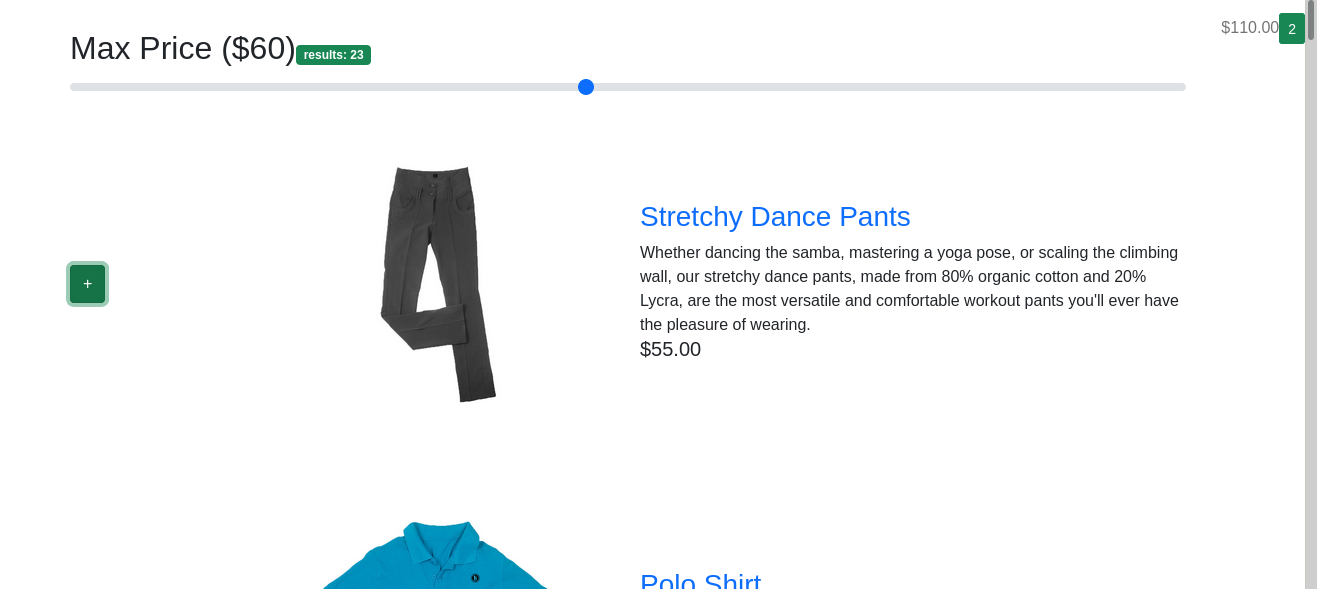 $110.00 2
Max Price ($60) results: 23
Stretchy Dance Pants
Whether dancing the samba, mastering a yoga pose, or scaling the climbing
wall, our stretchy dance pants, made from 80% organic cotton and 20%
+
Lycra, are the most versatile and comfortable workout pants you'll ever have
the pleasure of wearing.
$55.00
Polo Shirt